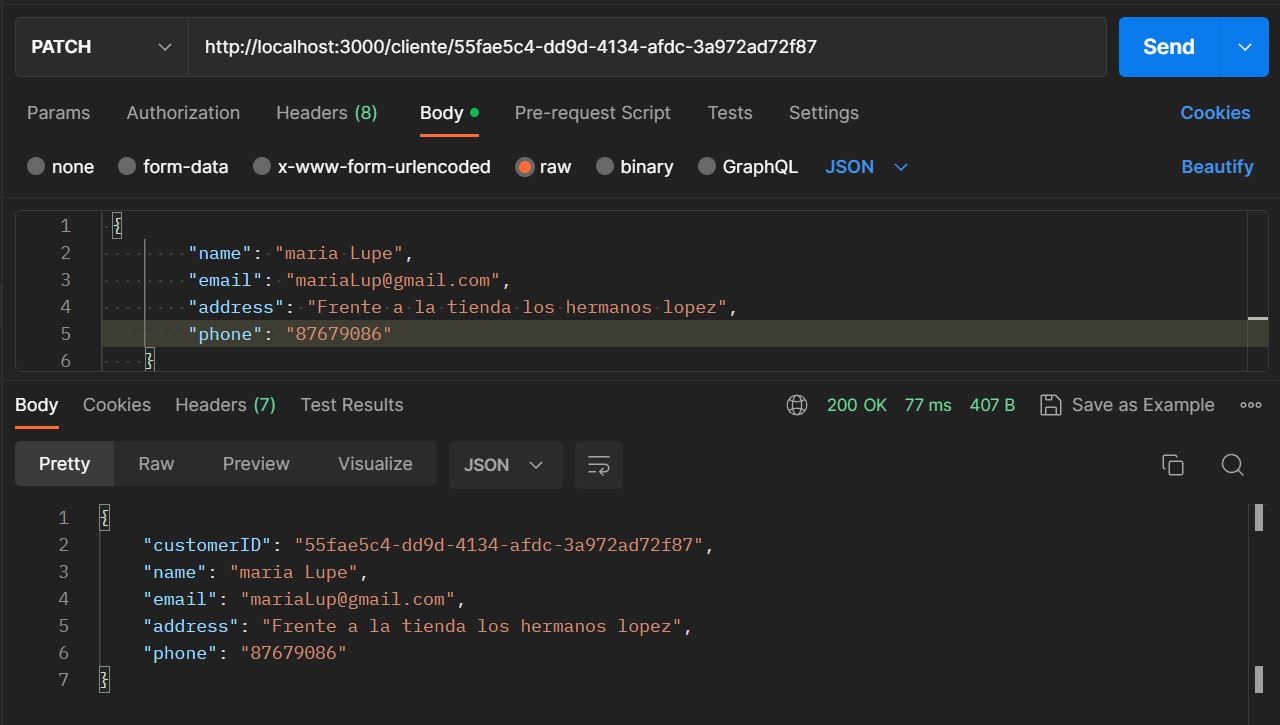 PATCH http://localhost:3000/cliente/55fae5c4-dd9d-4134-afdc-3a972ad72f87 Send
Params Authorization Headers (8) Body Pre-request Script Tests Settings Cookies
none form-data x-www-form-urlencoded raw binary GraphQL JSON Beautify
1 {
2 "name": "maria Lupe",
3 "email": "mariaLup@gmail.com",
4 "address": "Frente a la tienda los hermanos lopez",
5 "phone": "87679086"
6 }
Body Cookies Headers (7) Test Results 200 OK 77 ms 407 B Save as Example
Pretty Raw Preview Visualize JSON
1 {
2 "customerID": "55fae5c4-dd9d-4134-afdc-3a972ad72f87",
3 "name": "maria Lupe",
4 "email": "mariaLup@gmail.com",
5 "address": "Frente a la tienda los hermanos lopez",
6 "phone": "87679086"
7 }